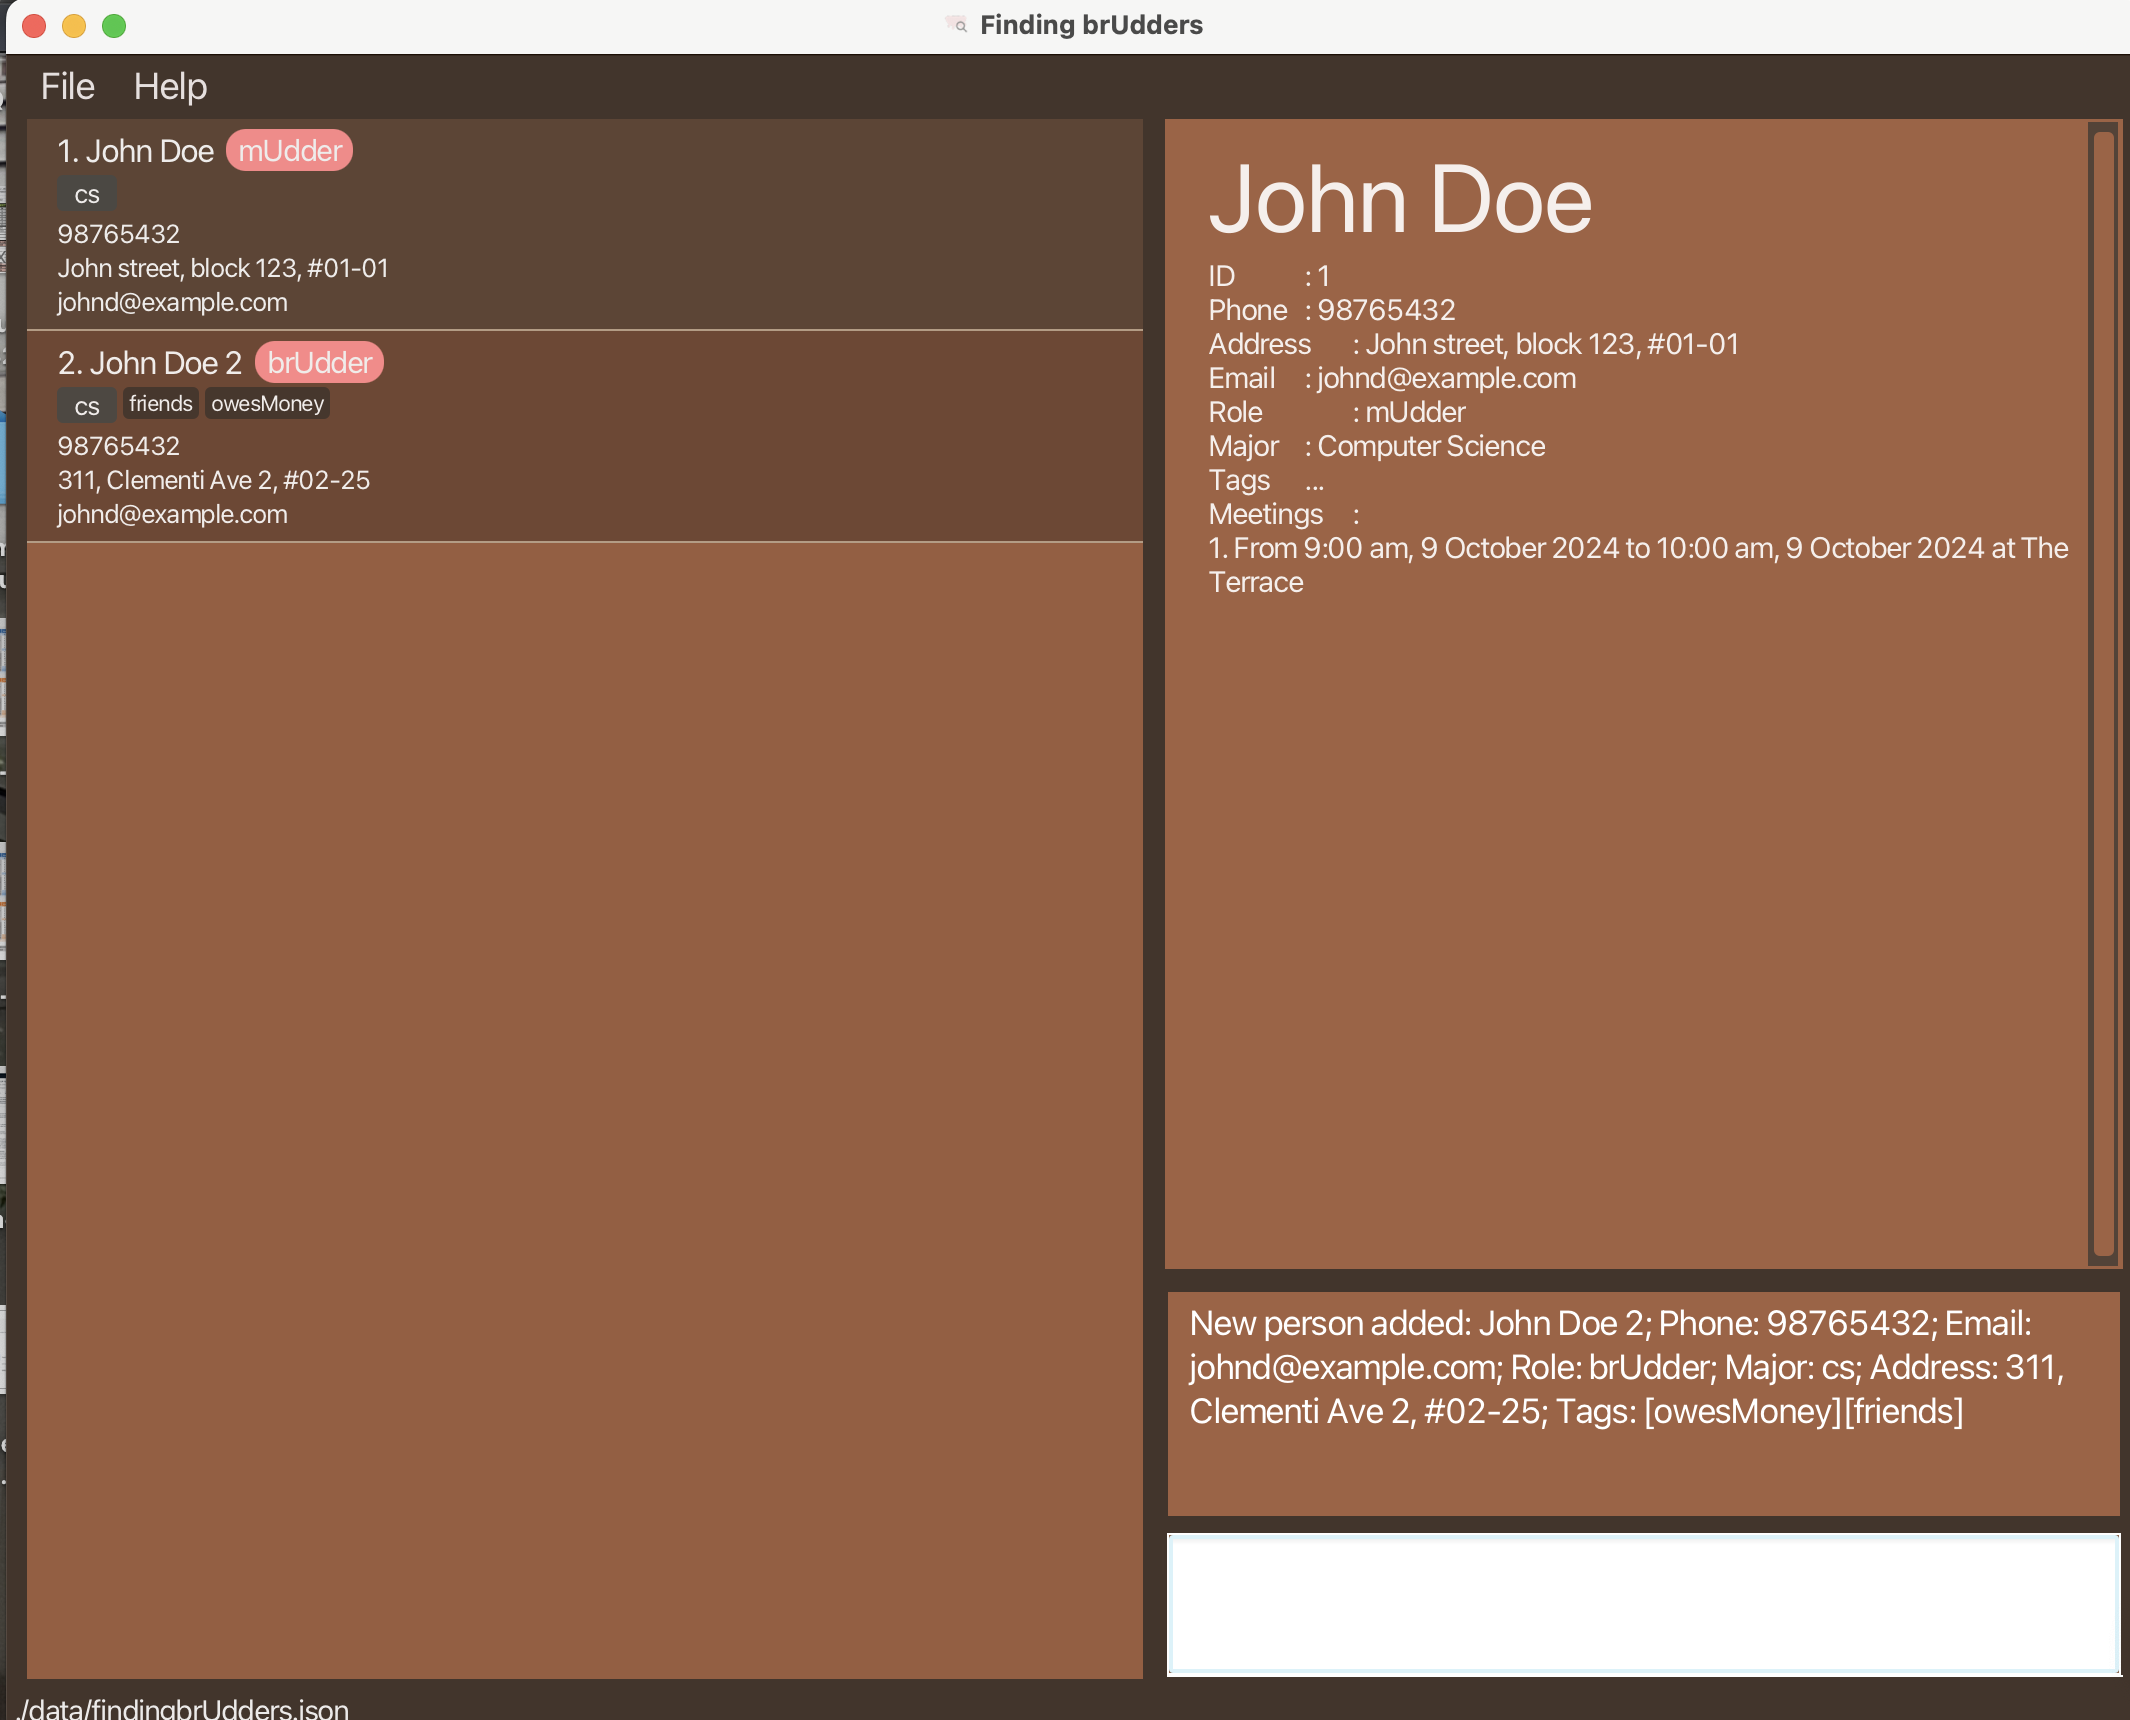 Finding brUdders
File Help
1. John Doe mUdder
cs
98765432
John street, block 123, #01-01
johnd@example.com
2. John Doe 2 brUdder
cs friends owesMoney
98765432
311, Clementi Ave 2, #02-25
johnd@example.com
John Doe
ID : 1
Phone : 98765432
Address : John street, block 123, #01-01
Email : johnd@example.com
Role : mUdder
Major : Computer Science
Tags ...
Meetings :
1. From 9:00 am, 9 October 2024 to 10:00 am, 9 October 2024 at The
Terrace
New person added: John Doe 2; Phone: 98765432; Email:
johnd@example.com; Role: brUdder; Major: cs; Address: 311,
Clementi Ave 2, #02-25; Tags: [owesMoney][friends]
./data/findingbrUdders.json